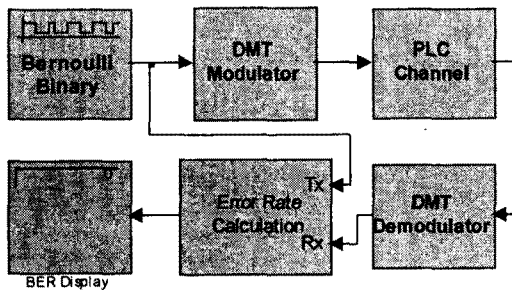 Bernoulli
Binary
DMT
Modulator
PLC
Channel
Tx
Error Rate
Calculation
Rx
DMT
Demodulator
BER Display